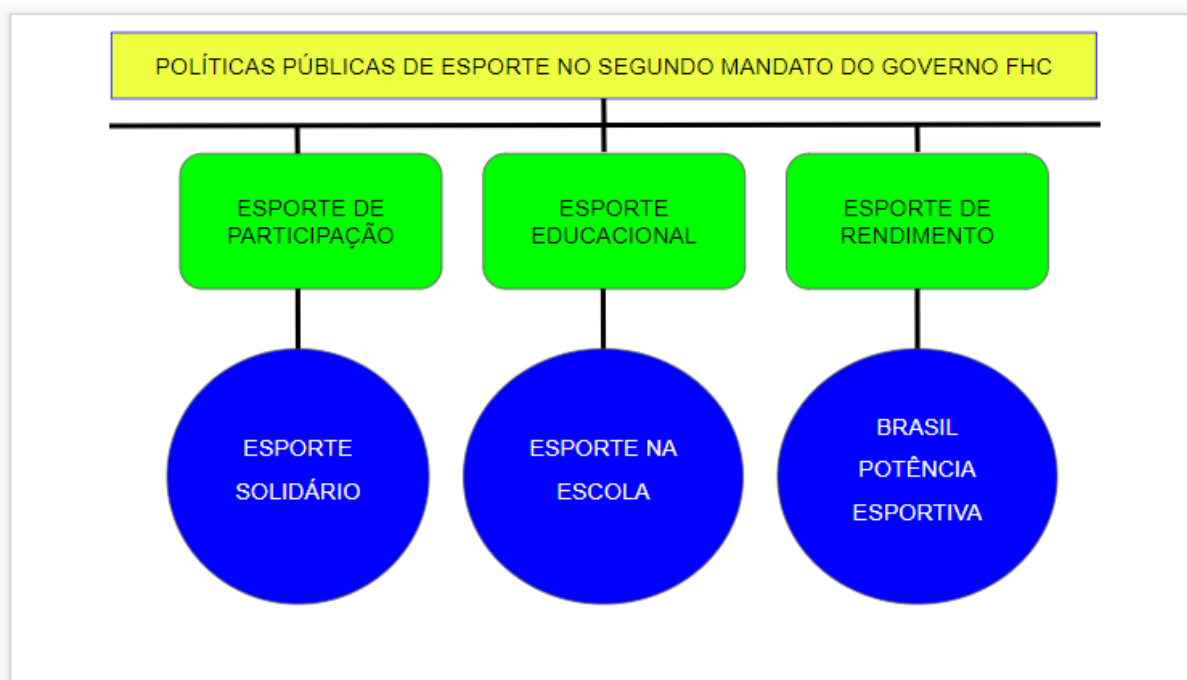 POLÍTICAS PÚBLICAS DE ESPORTE NO SEGUNDO MANDATO DO GOVERNO FHC
ESPORTE DE
PARTICIPAÇÃO
ESPORTE
EDUCACIONAL
ESPORTE DE
RENDIMENTO
ESPORTE
SOLIDÁRIO
ESPORTE NA
ESCOLA
BRASIL
POTÊNCIA
ESPORTIVA